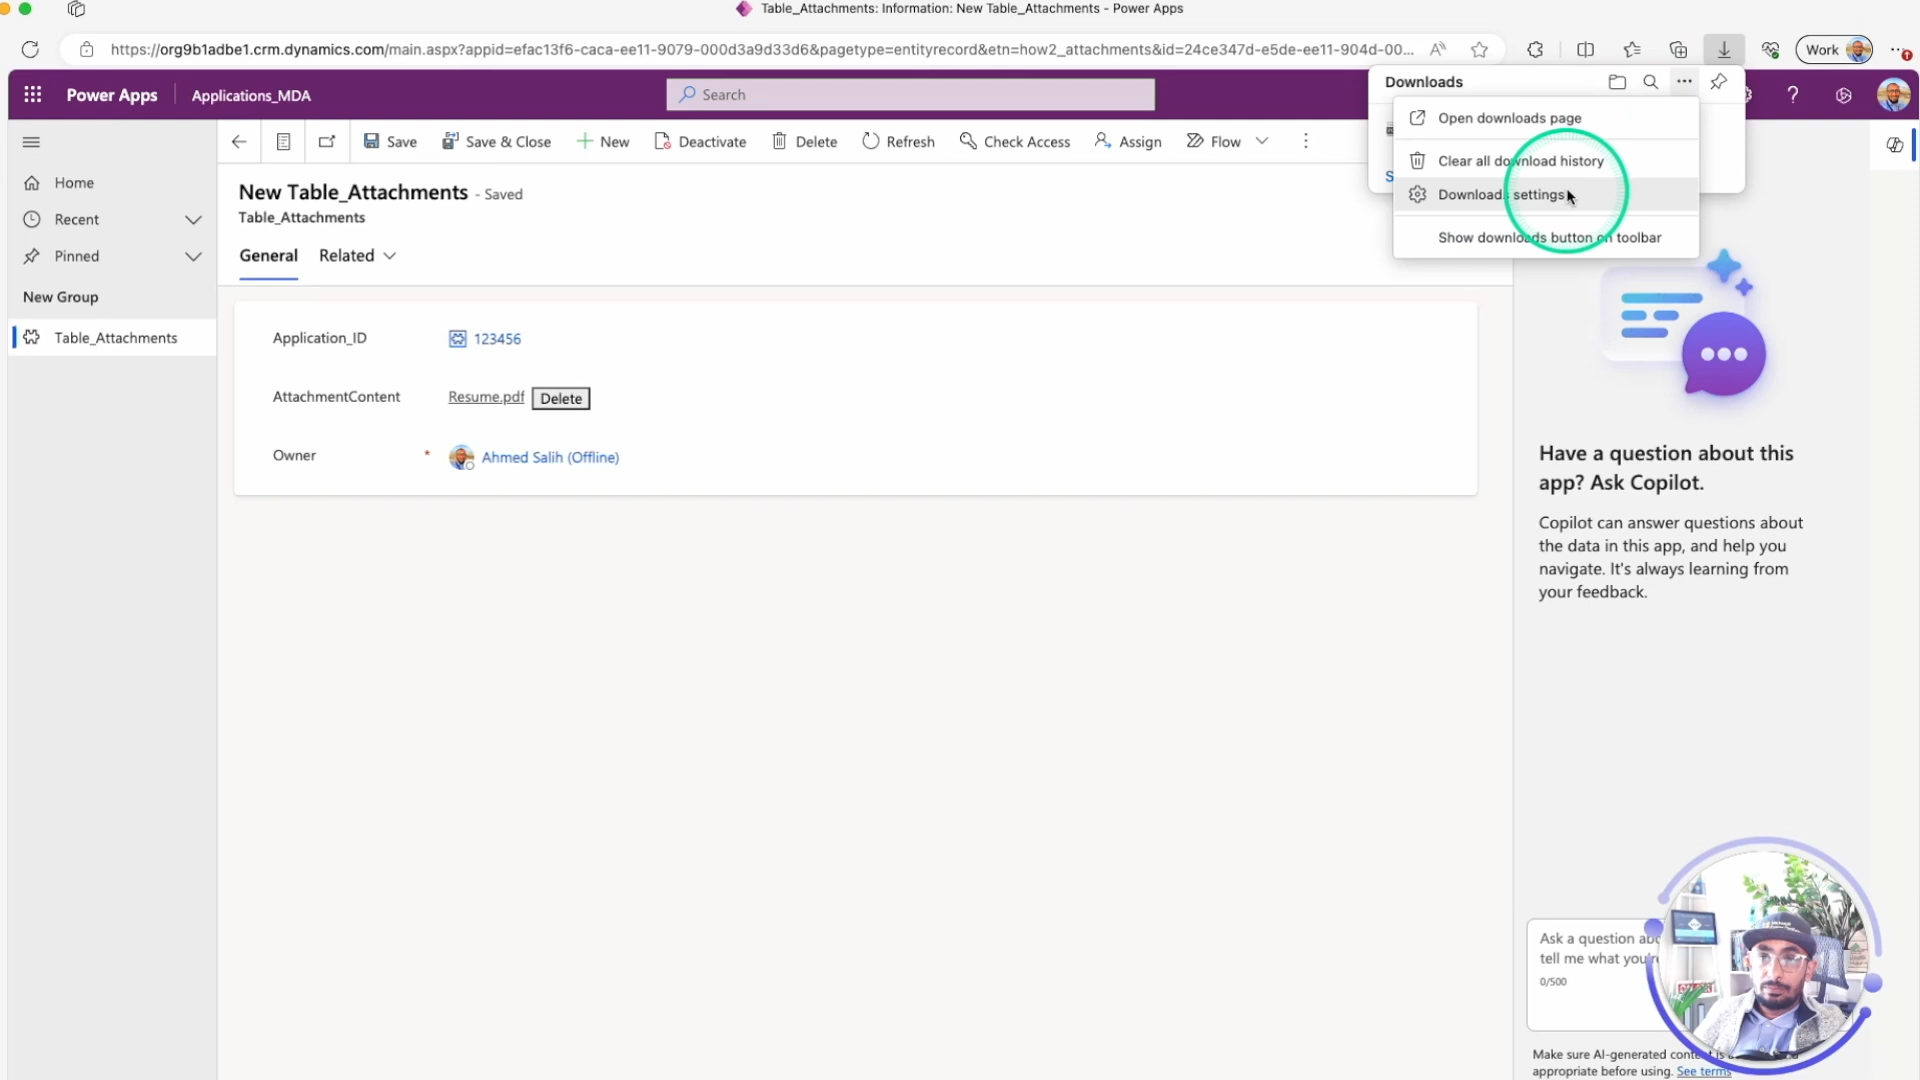 Table_Attachments: Information: New Table_Attachments - Power Apps
https://org9b1adbe1.crm.dynamics.com/main.aspx?appid=efac13f6-caca-ee11-9079-000d3a9d33d6&pagetype=entityrecord&etn=how2_attachments&id=24ce347d-e5de-ee11-904d-00...
Work
Power Apps
Applications_MDA
Search
Downloads
Open downloads page
Clear all download history
Downloads settings
Show downloads button on toolbar
Save
Save & Close
New
Deactivate
Delete
Refresh
Check Access
Assign
Flow
Home
Recent
Pinned
New Group
Table_Attachments
New Table_Attachments - Saved
Table_Attachments
General
Related
Application_ID
123456
AttachmentContent
Resume.pdf
Delete
Owner
*
Ahmed Salih (Offline)
Have a question about this
app? Ask Copilot.
Copilot can answer questions about
the data in this app, and help you
navigate. It's always learning from
your feedback.
Ask a question
tell me what
0/500
Make sure AI-generated content is
appropriate before using. See terms